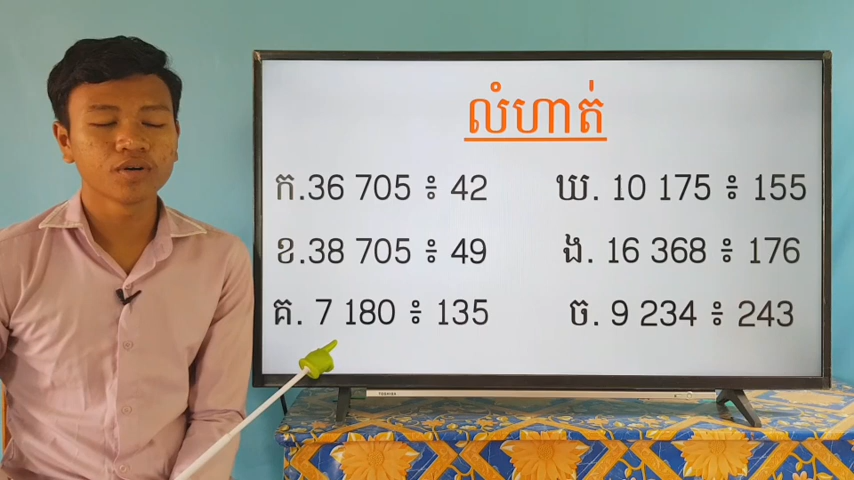 លំហាត់
ក.36 705 ÷ 42
ខ.38 705 ÷ 49
គ. 7 180 ÷ 135
ឃ. 10 175 ÷ 155
ង. 16 368 ÷ 176
ច. 9 234 ÷ 243
TOSHIBA